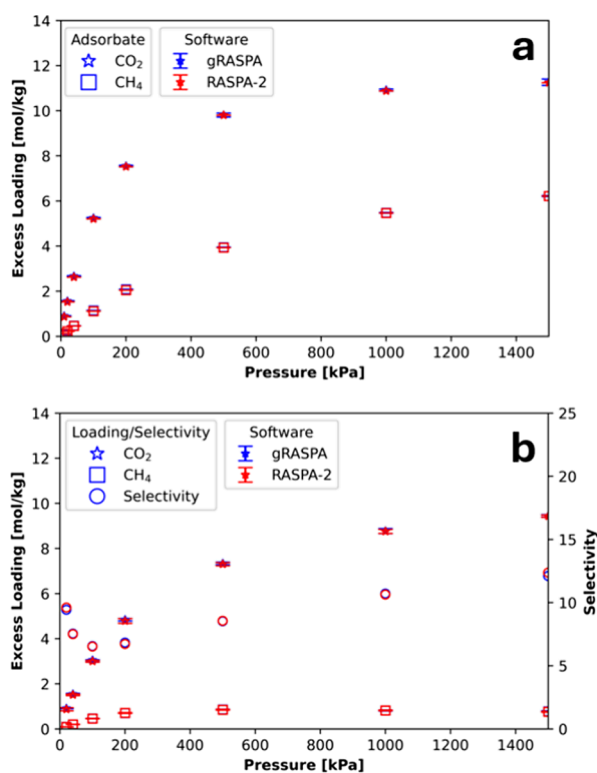 a
Adsorbate
CO2
CH4
Software
gRASPA
RASPA-2
Excess Loading [mol/kg]
14
12
10
8
6
4
2
0
0 200 400 600 800 1000 1200 1400
Pressure [kPa]
b
Loading/Selectivity
CO2
CH4
Selectivity
Software
gRASPA
RASPA-2
Excess Loading [mol/kg]
14
12
10
8
6
4
2
0
25
20
15
10
5
0
Selectivity
0 200 400 600 800 1000 1200 1400
Pressure [kPa]